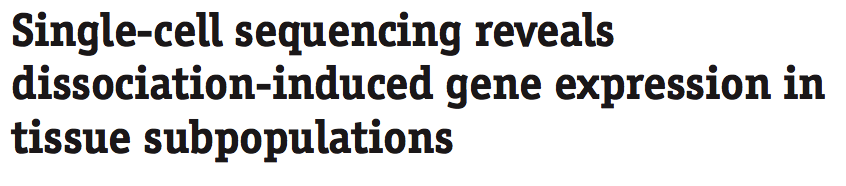 Single-cell sequencing reveals
dissociation-induced gene expression in
tissue subpopulations